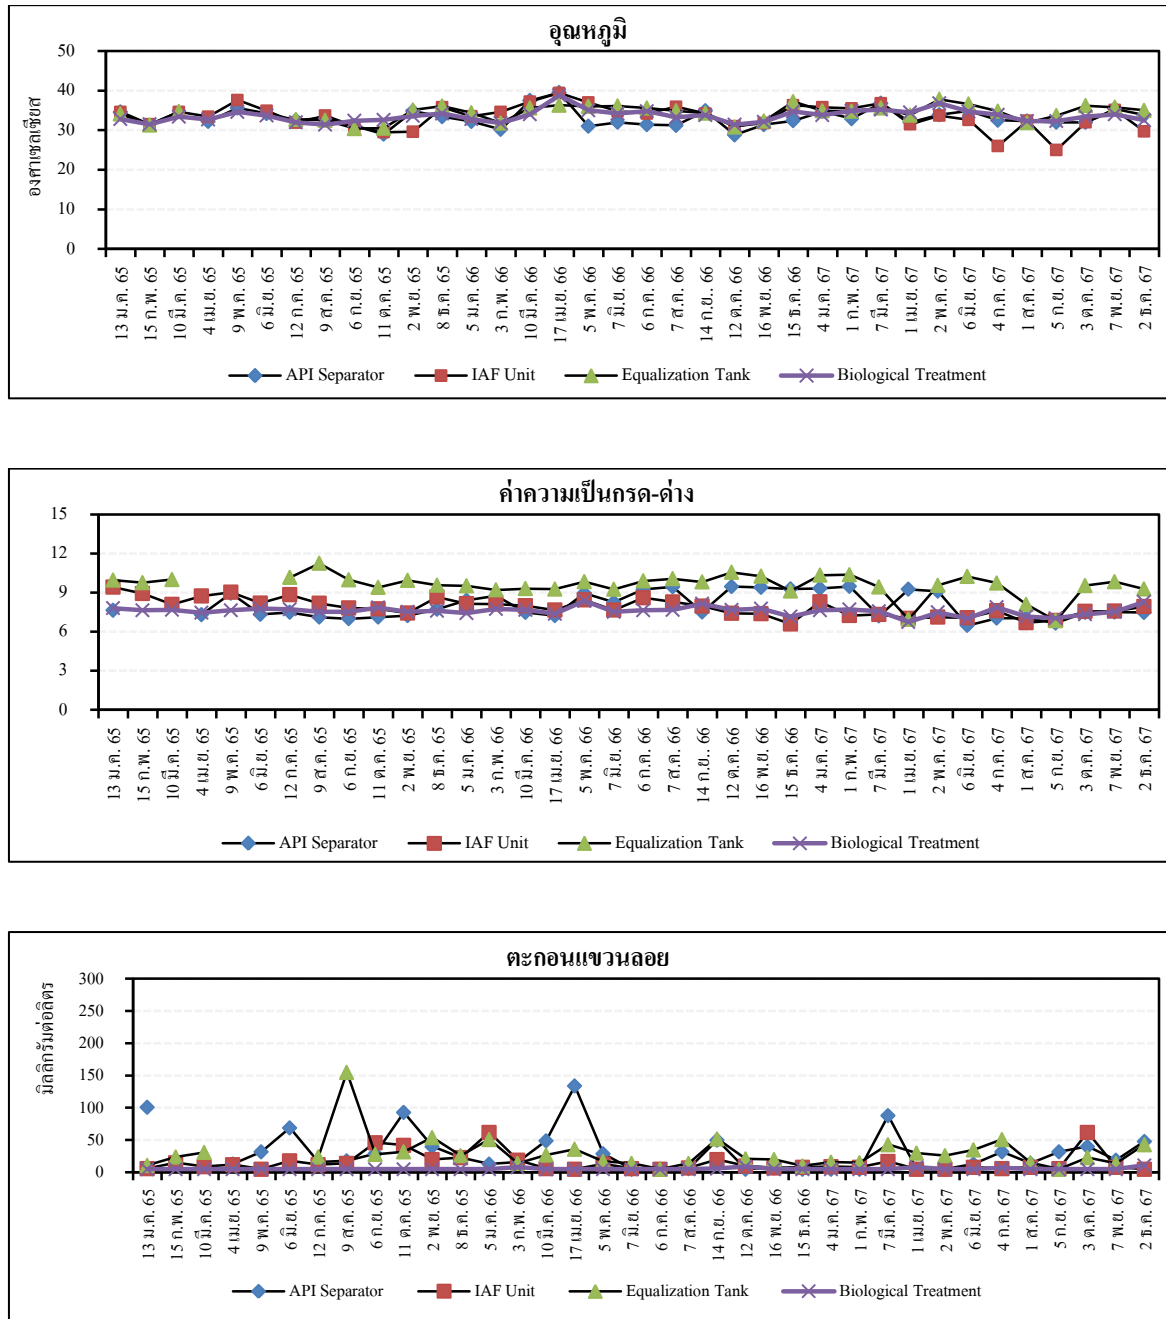 อุณหภูมิ
องศาเซลเซียส
50
40
30
20
10
0
13 ม.ค. 65
15 ก.พ. 65
10 มี.ค. 65
4 เม.ย. 65
9 พ.ค. 65
6 มิ.ย. 65
12 ก.ค. 65
9 ส.ค. 65
6 ก.ย. 65
11 ต.ค. 65
2 พ.ย. 65
8 ธ.ค. 65
5 ม.ค. 66
3 ก.พ. 66
10 มี.ค. 66
17 เม.ย. 66
5 พ.ค. 66
7 มิ.ย. 66
6 ก.ค. 66
7 ส.ค. 66
14 ก.ย.. 66
12 ต.ค. 66
16 พ.ย. 66
15 ธ.ค. 66
4 ม.ค. 67
1 ก.พ. 67
7 มี.ค. 67
1 เม.ย. 67
2 พ.ค. 67
6 มิ.ย. 67
4 ก.ค. 67
1 ส.ค. 67
5 ก.ย. 67
3 ต.ค. 67
7 พ.ย. 67
2 ธ.ค. 67
API Separator IAF Unit Equalization Tank Biological Treatment
ค่าความเป็นกรด-ด่าง
15
12
9
6
3
0
13 ม.ค. 65
15 ก.พ. 65
10 มี.ค. 65
4 เม.ย. 65
9 พ.ค. 65
6 มิ.ย. 65
12 ก.ค. 65
9 ส.ค. 65
6 ก.ย. 65
11 ต.ค. 65
2 พ.ย. 65
8 ธ.ค. 65
5 ม.ค. 66
3 ก.พ. 66
10 มี.ค. 66
17 เม.ย. 66
5 พ.ค. 66
7 มิ.ย. 66
6 ก.ค. 66
7 ส.ค. 66
14 ก.ย.. 66
12 ต.ค. 66
16 พ.ย. 66
15 ธ.ค. 66
4 ม.ค. 67
1 ก.พ. 67
7 มี.ค. 67
1 เม.ย. 67
2 พ.ค. 67
6 มิ.ย. 67
4 ก.ค. 67
1 ส.ค. 67
5 ก.ย. 67
3 ต.ค. 67
7 พ.ย. 67
2 ธ.ค. 67
API Separator IAF Unit Equalization Tank Biological Treatment
ตะกอนแขวนลอย
มิลลิกรัมต่อลิตร
300
250
200
150
100
50
0
13 ม.ค. 65
15 ก.พ. 65
10 มี.ค. 65
4 เม.ย. 65
9 พ.ค. 65
6 มิ.ย. 65
12 ก.ค. 65
9 ส.ค. 65
6 ก.ย. 65
11 ต.ค. 65
2 พ.ย. 65
8 ธ.ค. 65
5 ม.ค. 66
3 ก.พ. 66
10 มี.ค. 66
17 เม.ย. 66
5 พ.ค. 66
7 มิ.ย. 66
6 ก.ค. 66
7 ส.ค. 66
14 ก.ย.. 66
12 ต.ค. 66
16 พ.ย. 66
15 ธ.ค. 66
4 ม.ค. 67
1 ก.พ. 67
7 มี.ค. 67
1 เม.ย. 67
2 พ.ค. 67
6 มิ.ย. 67
4 ก.ค. 67
1 ส.ค. 67
5 ก.ย. 67
3 ต.ค. 67
7 พ.ย. 67
2 ธ.ค. 67
API Separator IAF Unit Equalization Tank Biological Treatment